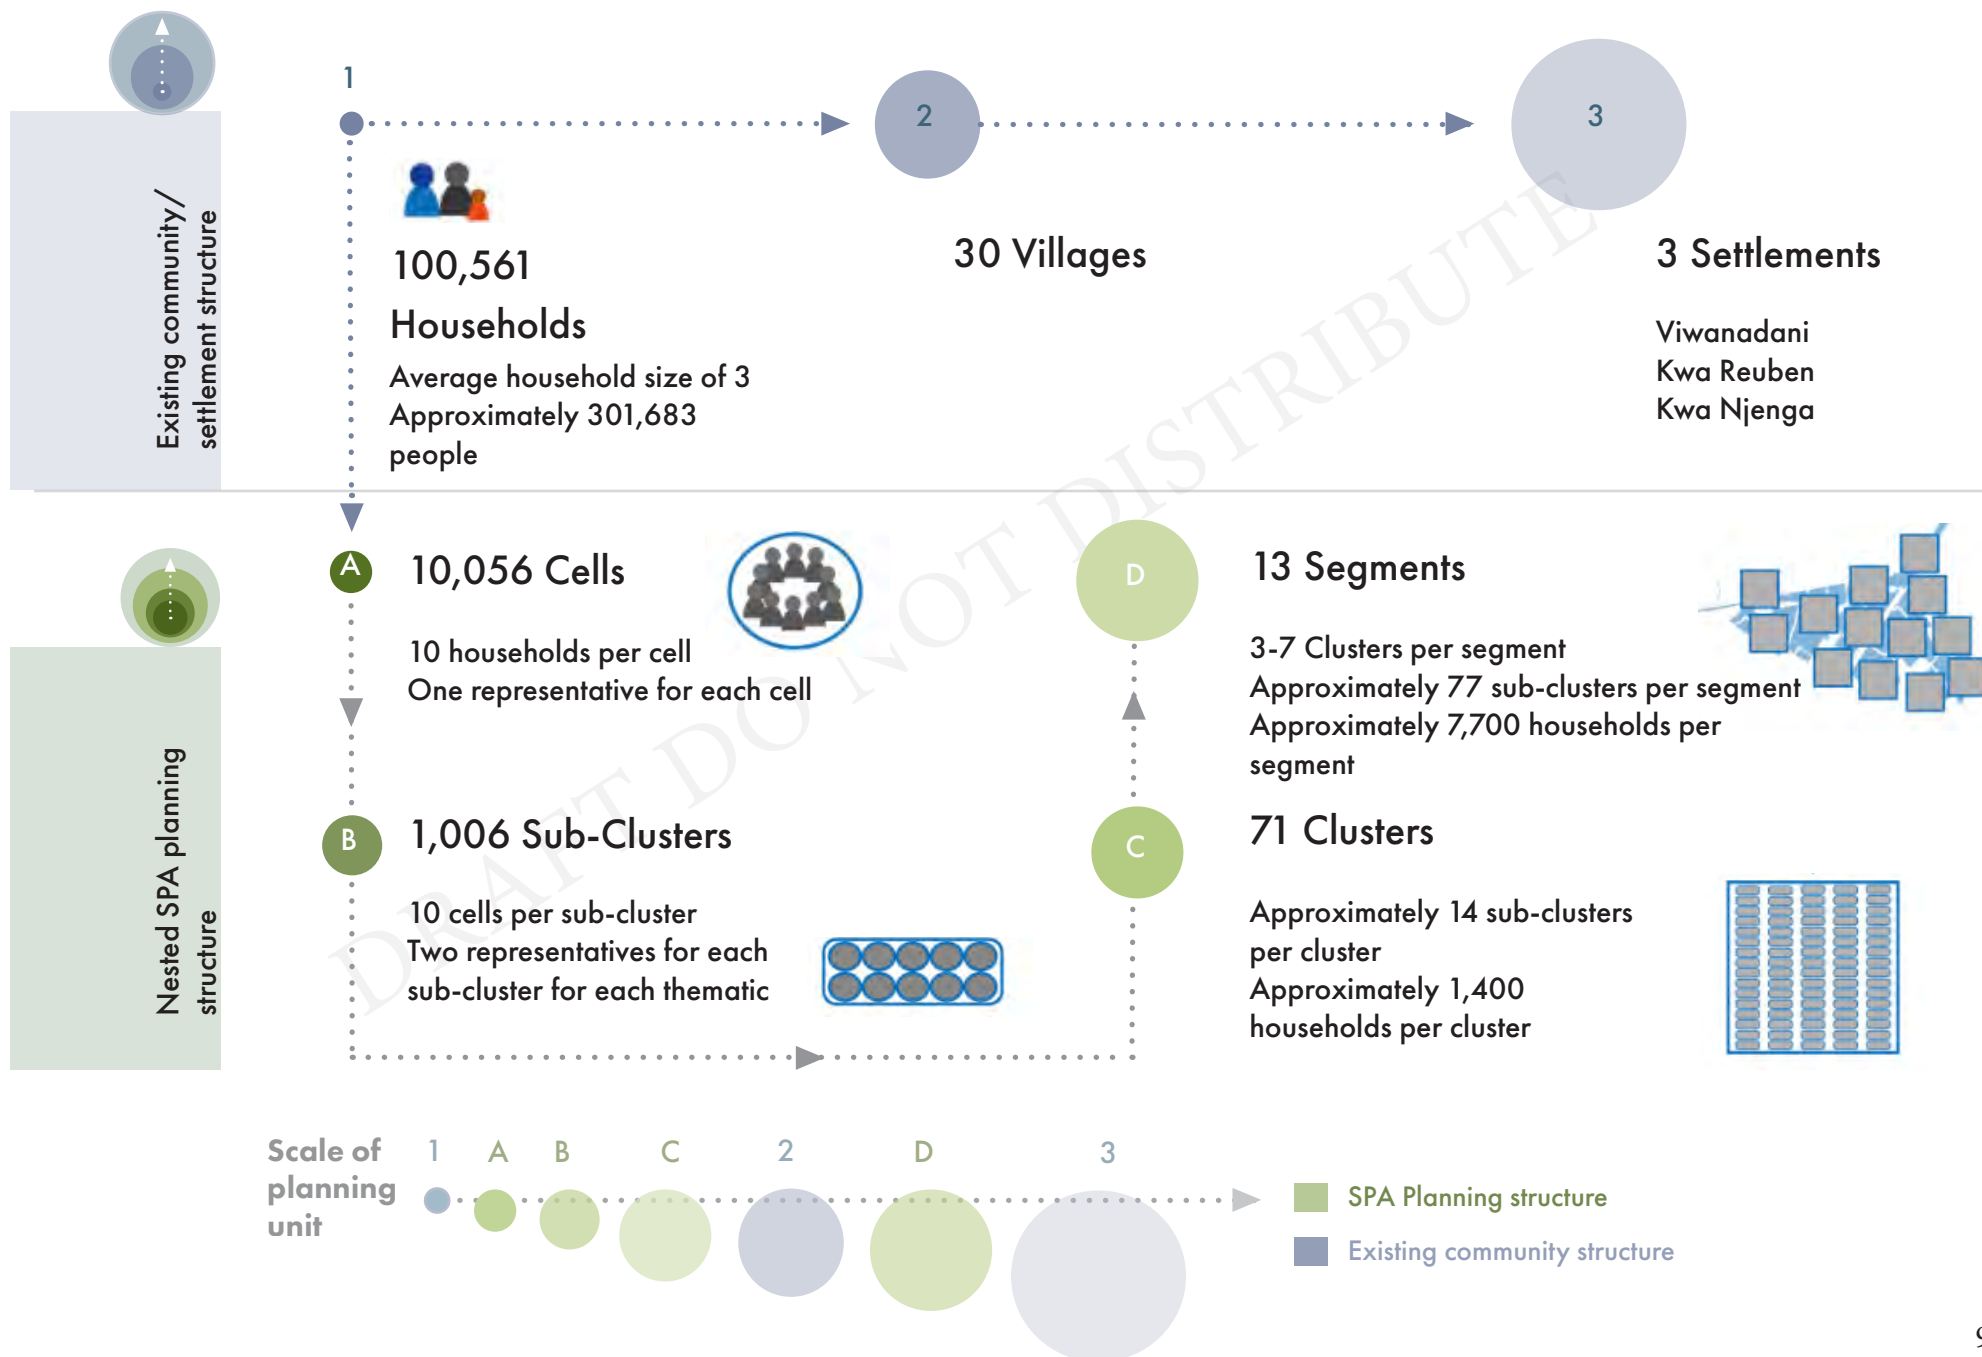 Existing community/
settlement structure
1
2
3
100,561
Households
Average household size of 3
Approximately 301,683
people
30 Villages
3 Settlements
Viwanadani
Kwa Reuben
Kwa Njenga
Nested SPA planning
structure
A
10,056 Cells
10 households per cell
One representative for each cell
B
1,006 Sub-Clusters
10 cells per sub-cluster
Two representatives for each
sub-cluster for each thematic
D
13 Segments
3-7 Clusters per segment
Approximately 77 sub-clusters per segment
Approximately 7,700 households per
segment
C
71 Clusters
Approximately 14 sub-clusters
per cluster
Approximately 1,400
households per cluster
DRAFT DO NOT DISTRIBUTE
Scale of
planning
unit
1 A B C 2 D 3
SPA Planning structure
Existing community structure